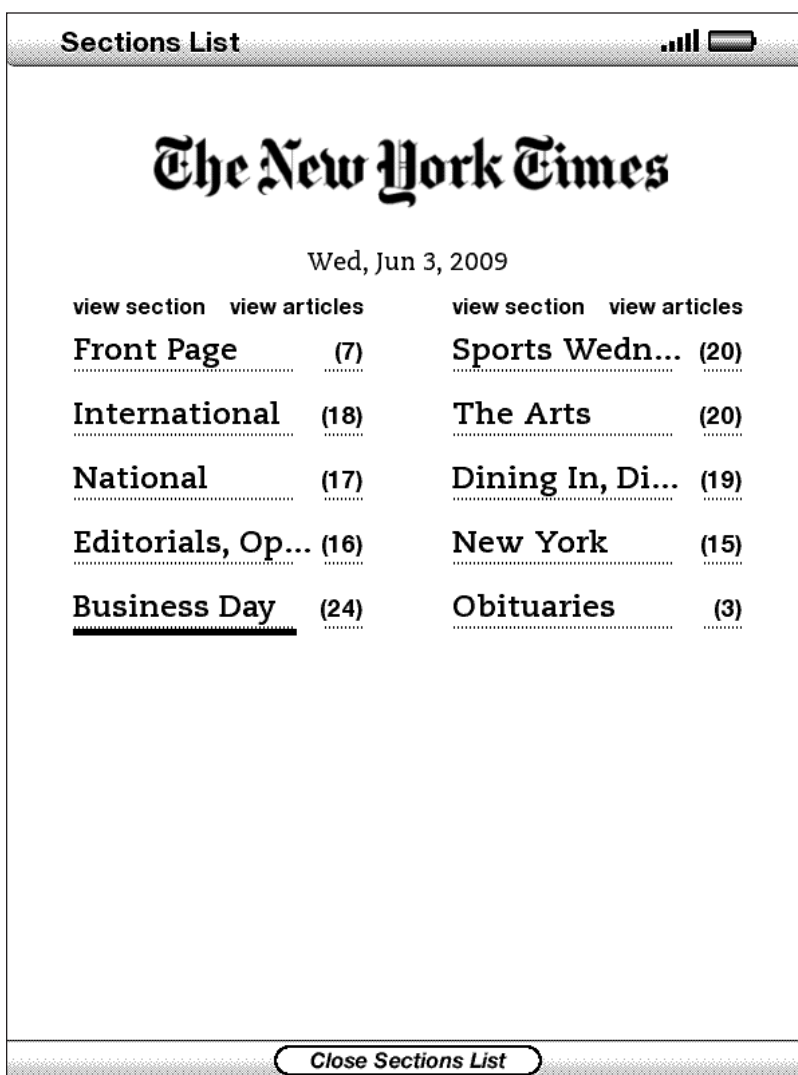 Sections List
The New York Times
Wed, Jun 3, 2009
view section view articles
Front Page (7)
International (18)
National (17)
Editorials, Op... (16)
Business Day (24)
view section view articles
Sports Wedn... (20)
The Arts (20)
Dining In, Di... (19)
New York (15)
Obituaries (3)
Close Sections List